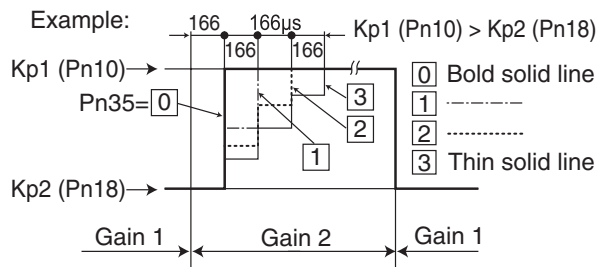 Example:
166 166μs
166 166
Kp1 (Pn10) > Kp2 (Pn18)
Kp1 (Pn10)
Pn35= 0
3
2
1
0 Bold solid line
1
2
3 Thin solid line
Kp2 (Pn18)
Gain 1 Gain 2 Gain 1